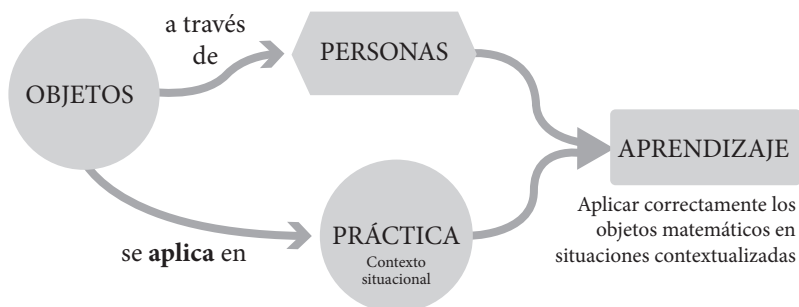 a través
de
PERSONAS
OBJETOS
APRENDIZAJE
Aplicar correctamente los
objetos matemáticos en
situaciones contextualizadas
se aplica en
PRÁCTICA
Contexto
situacional